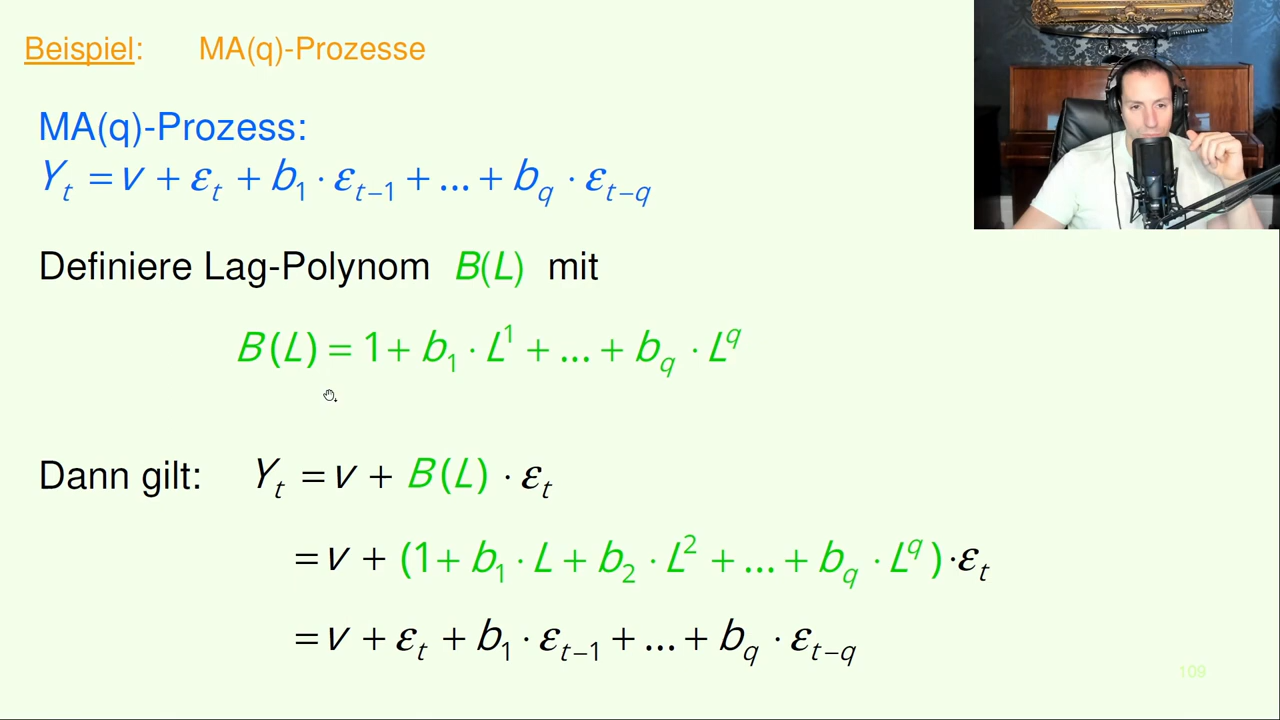 Beispiel: MA(q)-Prozesse
MA(q)-Prozess:
Y_t = v + ε_t + b_1 · ε_{t−1} + ... + b_q · ε_{t−q}
Definiere Lag-Polynom B(L) mit
B(L) = 1 + b_1 · L^1 + ... + b_q · L^q
Dann gilt: Y_t = v + B(L) · ε_t
= v + (1 + b_1 · L + b_2 · L^2 + ... + b_q · L^q) · ε_t
= v + ε_t + b_1 · ε_{t−1} + ... + b_q · ε_{t−q}
109